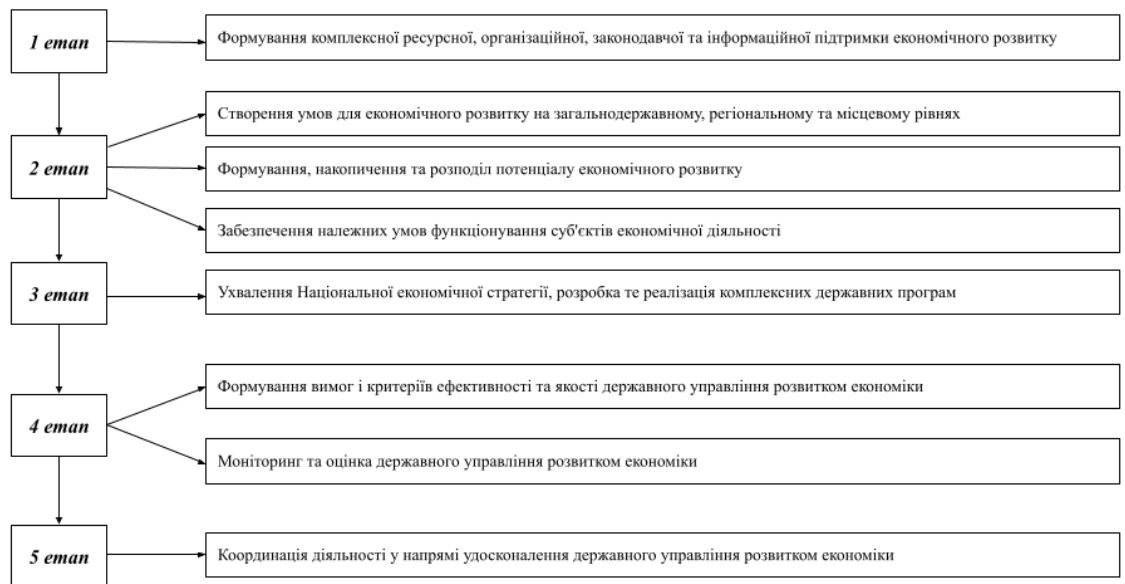 1 етап
Формування комплексної ресурсної, організаційної, законодавчої та інформаційної підтримки економічного розвитку
2 етап
Створення умов для економічного розвитку на загальнодержавному, регіональному та місцевому рівнях
Формування, накопичення та розподіл потенціалу економічного розвитку
Забезпечення належних умов функціонування суб'єктів економічної діяльності
3 етап
Ухвалення Національної економічної стратегії, розробка те реалізація комплексних державних програм
4 етап
Формування вимог і критеріїв ефективності та якості державного управління розвитком економіки
Моніторинг та оцінка державного управління розвитком економіки
5 етап
Координація діяльності у напрямі удосконалення державного управління розвитком економіки